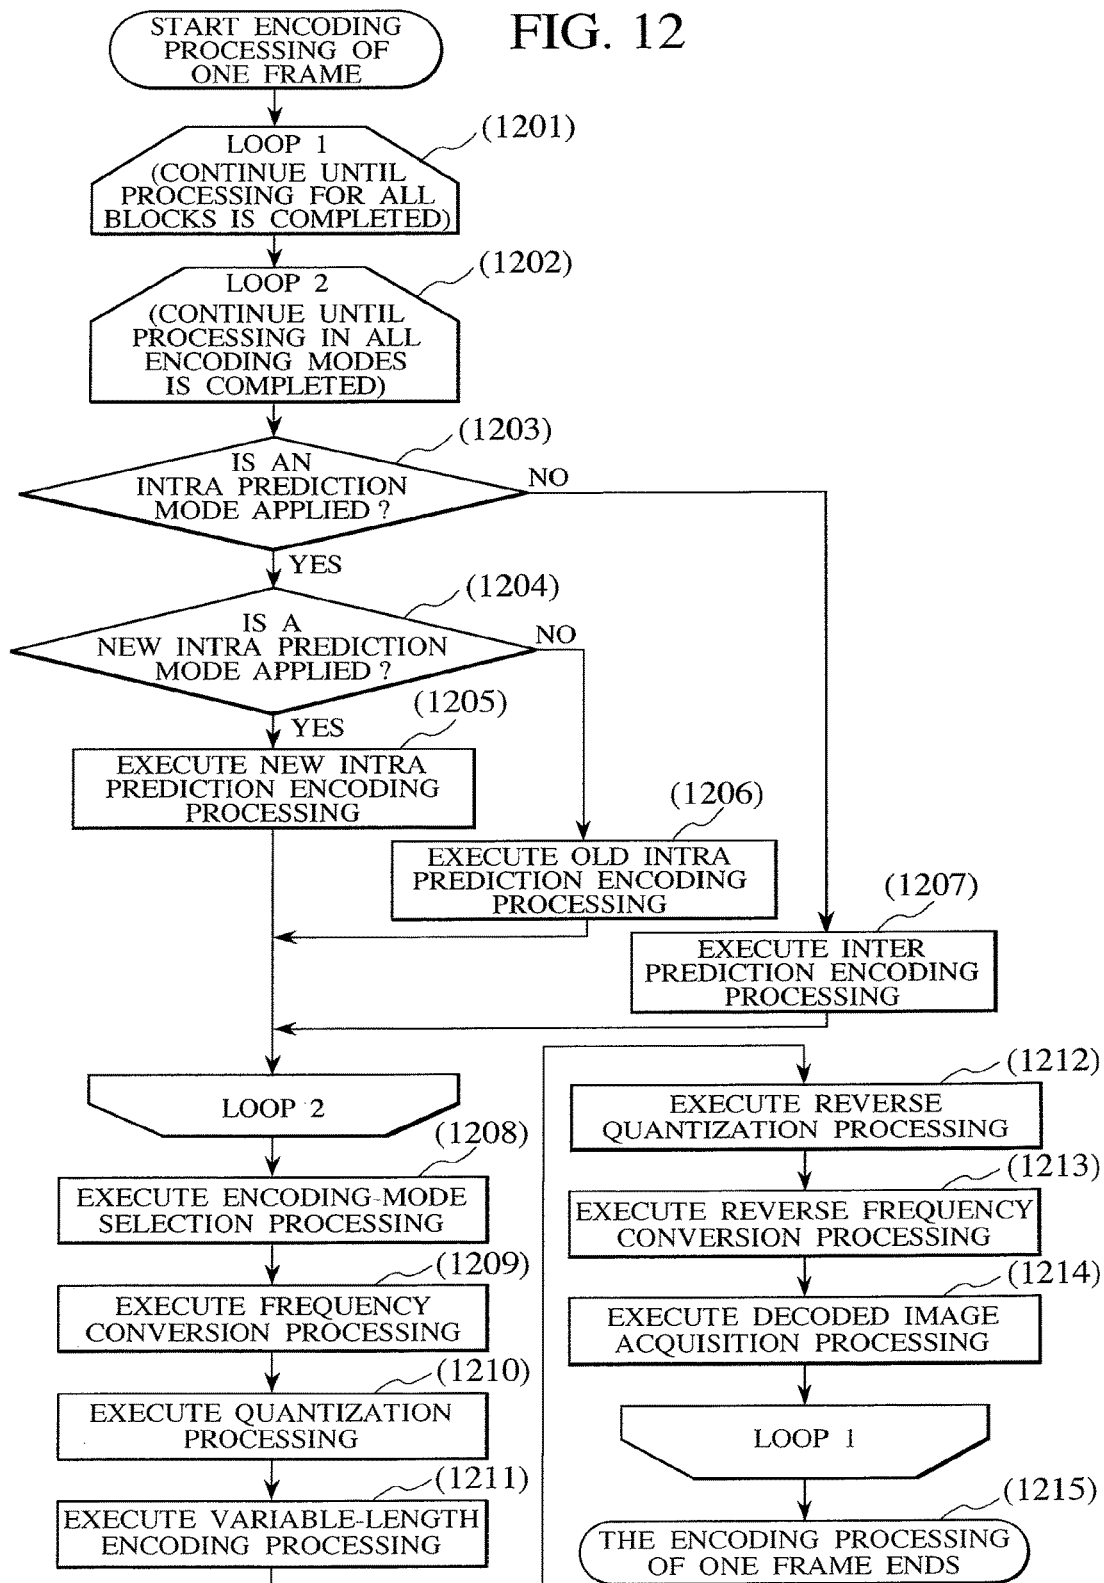 FIG. 12
START ENCODING
PROCESSING OF
ONE FRAME
(1201)
LOOP 1
(CONTINUE UNTIL
PROCESSING FOR ALL
BLOCKS IS COMPLETED)
(1202)
LOOP 2
(CONTINUE UNTIL
PROCESSING IN ALL
ENCODING MODES
IS COMPLETED)
(1203)
IS AN
INTRA PREDICTION
MODE APPLIED ?
NO
YES
(1204)
IS A
NEW INTRA PREDICTION
MODE APPLIED ?
NO
YES
(1205)
EXECUTE NEW INTRA
PREDICTION ENCODING
PROCESSING
(1206)
EXECUTE OLD INTRA
PREDICTION ENCODING
PROCESSING
(1207)
EXECUTE INTER
PREDICTION ENCODING
PROCESSING
LOOP 2
(1208)
EXECUTE ENCODING-MODE
SELECTION PROCESSING
(1209)
EXECUTE FREQUENCY
CONVERSION PROCESSING
(1210)
EXECUTE QUANTIZATION
PROCESSING
(1211)
EXECUTE VARIABLE-LENGTH
ENCODING PROCESSING
(1212)
EXECUTE REVERSE
QUANTIZATION PROCESSING
(1213)
EXECUTE REVERSE FREQUENCY
CONVERSION PROCESSING
(1214)
EXECUTE DECODED IMAGE
ACQUISITION PROCESSING
LOOP 1
(1215)
THE ENCODING PROCESSING
OF ONE FRAME ENDS